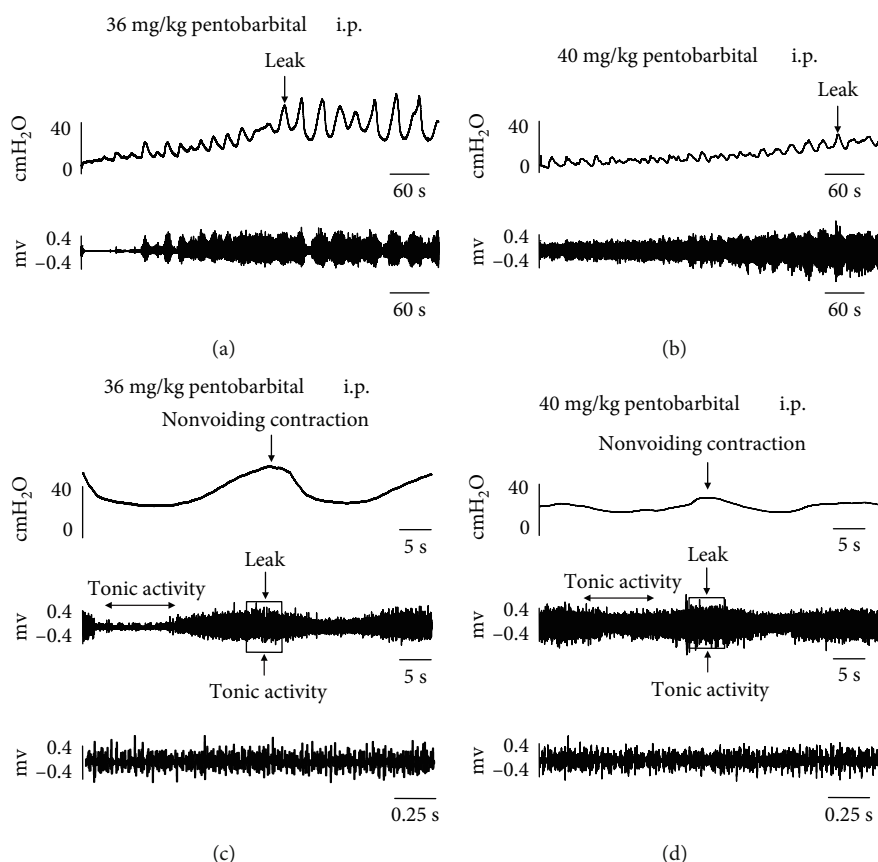 36 mg/kg pentobarbital i.p.
Leak
cmH₂O
40
0
60 s
mv
0.4
−0.4
60 s
(a)
40 mg/kg pentobarbital i.p.
Leak
cmH₂O
40
0
60 s
mv
0.4
−0.4
60 s
(b)
36 mg/kg pentobarbital i.p.
Nonvoiding contraction
cmH₂O
40
0
5 s
Leak
Tonic activity
mv
0.4
−0.4
5 s
Tonic activity
mv
0.4
−0.4
0.25 s
(c)
40 mg/kg pentobarbital i.p.
Nonvoiding contraction
cmH₂O
40
0
5 s
Leak
Tonic activity
mv
0.4
−0.4
5 s
Tonic activity
mv
0.4
−0.4
0.25 s
(d)